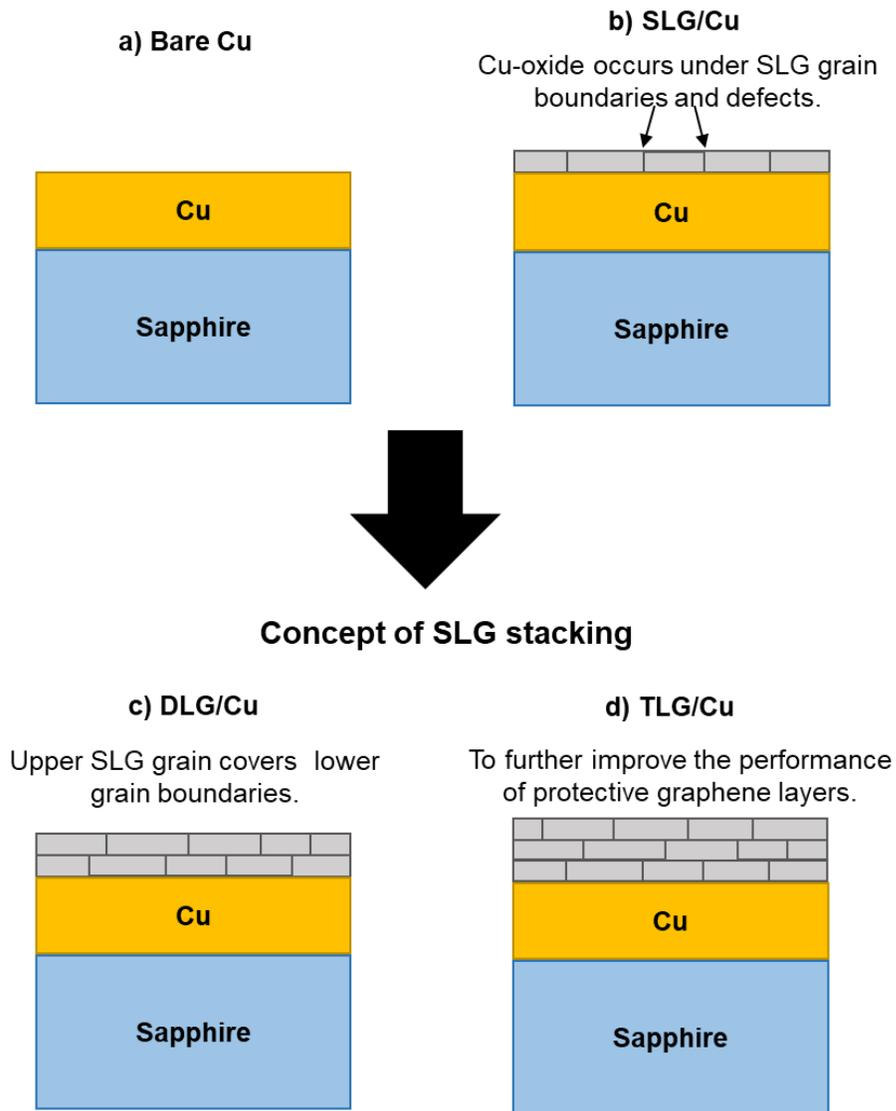 a) Bare Cu
b) SLG/Cu
Cu-oxide occurs under SLG grain
boundaries and defects.
Cu
Sapphire
Cu
Sapphire
Concept of SLG stacking
c) DLG/Cu
Upper SLG grain covers lower
grain boundaries.
Cu
Sapphire
d) TLG/Cu
To further improve the performance
of protective graphene layers.
Cu
Sapphire